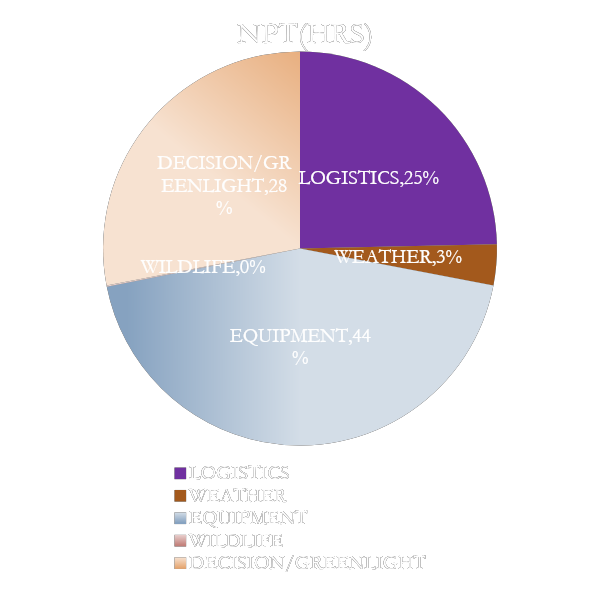 NPT(HRS)
DECISION/GR
EENLIGHT,28
%
LOGISTICS,25%
WEATHER,3%
WILDLIFE,0%
EQUIPMENT,44
%
LOGISTICS
WEATHER
EQUIPMENT
WILDLIFE
DECISION/GREENLIGHT